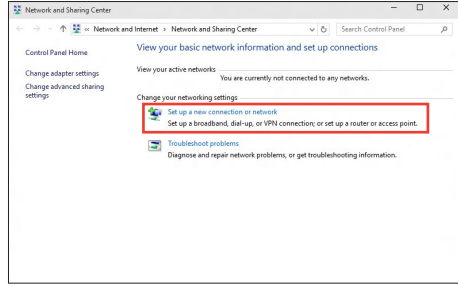 Network and Sharing Center
« Network and Internet › Network and Sharing Center
Search Control Panel
Control Panel Home
Change adapter settings
Change advanced sharing
settings
View your basic network information and set up connections
View your active networks
You are currently not connected to any networks.
Change your networking settings
Set up a new connection or network
Set up a broadband, dial-up, or VPN connection; or set up a router or access point.
Troubleshoot problems
Diagnose and repair network problems, or get troubleshooting information.